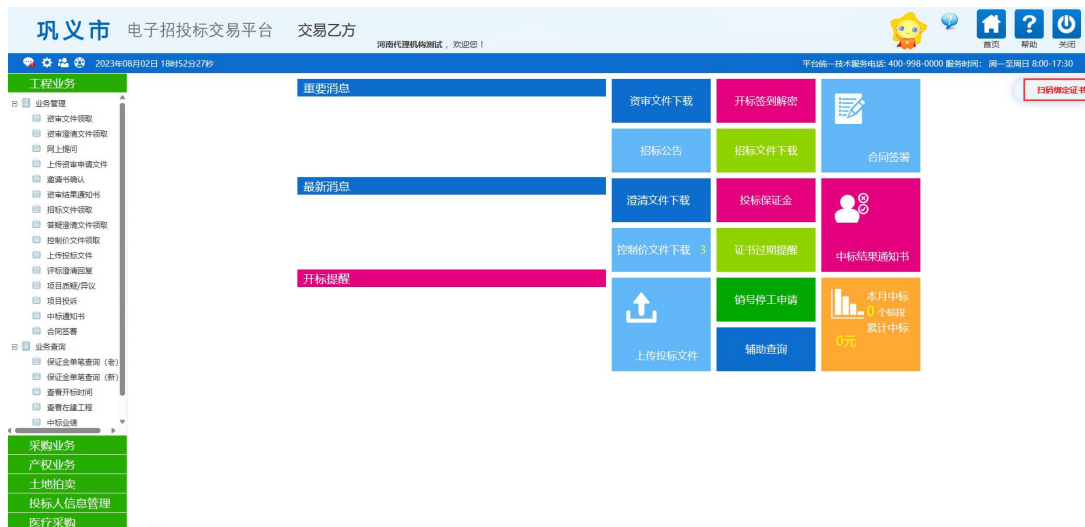 巩义市 电子招投标交易平台 交易乙方
河南代理机构测试，欢迎您！
首页 帮助 关闭
2023年08月02日 18时52分27秒
平台统一技术服务电话: 400-998-0000 服务时间: 周一至周日 8:00-17:30
扫码绑定证书
工程业务
业务管理
资审文件领取
资审澄清文件领取
网上提问
上传资审申请文件
邀请书确认
资审结果通知书
招标文件领取
答疑澄清文件领取
控制价文件领取
上传投标文件
评标澄清回复
项目质疑/异议
项目投诉
中标通知书
合同签署
业务查询
保证金单笔查询（老）
保证金单笔查询（新）
查看开标时间
查看在建工程
中标业绩
采购业务
产权业务
土地拍卖
投标人信息管理
医疗采购
重要消息
最新消息
开标提醒
资审文件下载
开标签到解密
合同签署
招标公告
招标文件下载
澄清文件下载
投标保证金
中标结果通知书
控制价文件下载 3
证书过期提醒
上传投标文件
销号停工申请
辅助查询
本月中标
0 个标段
累计中标
0元